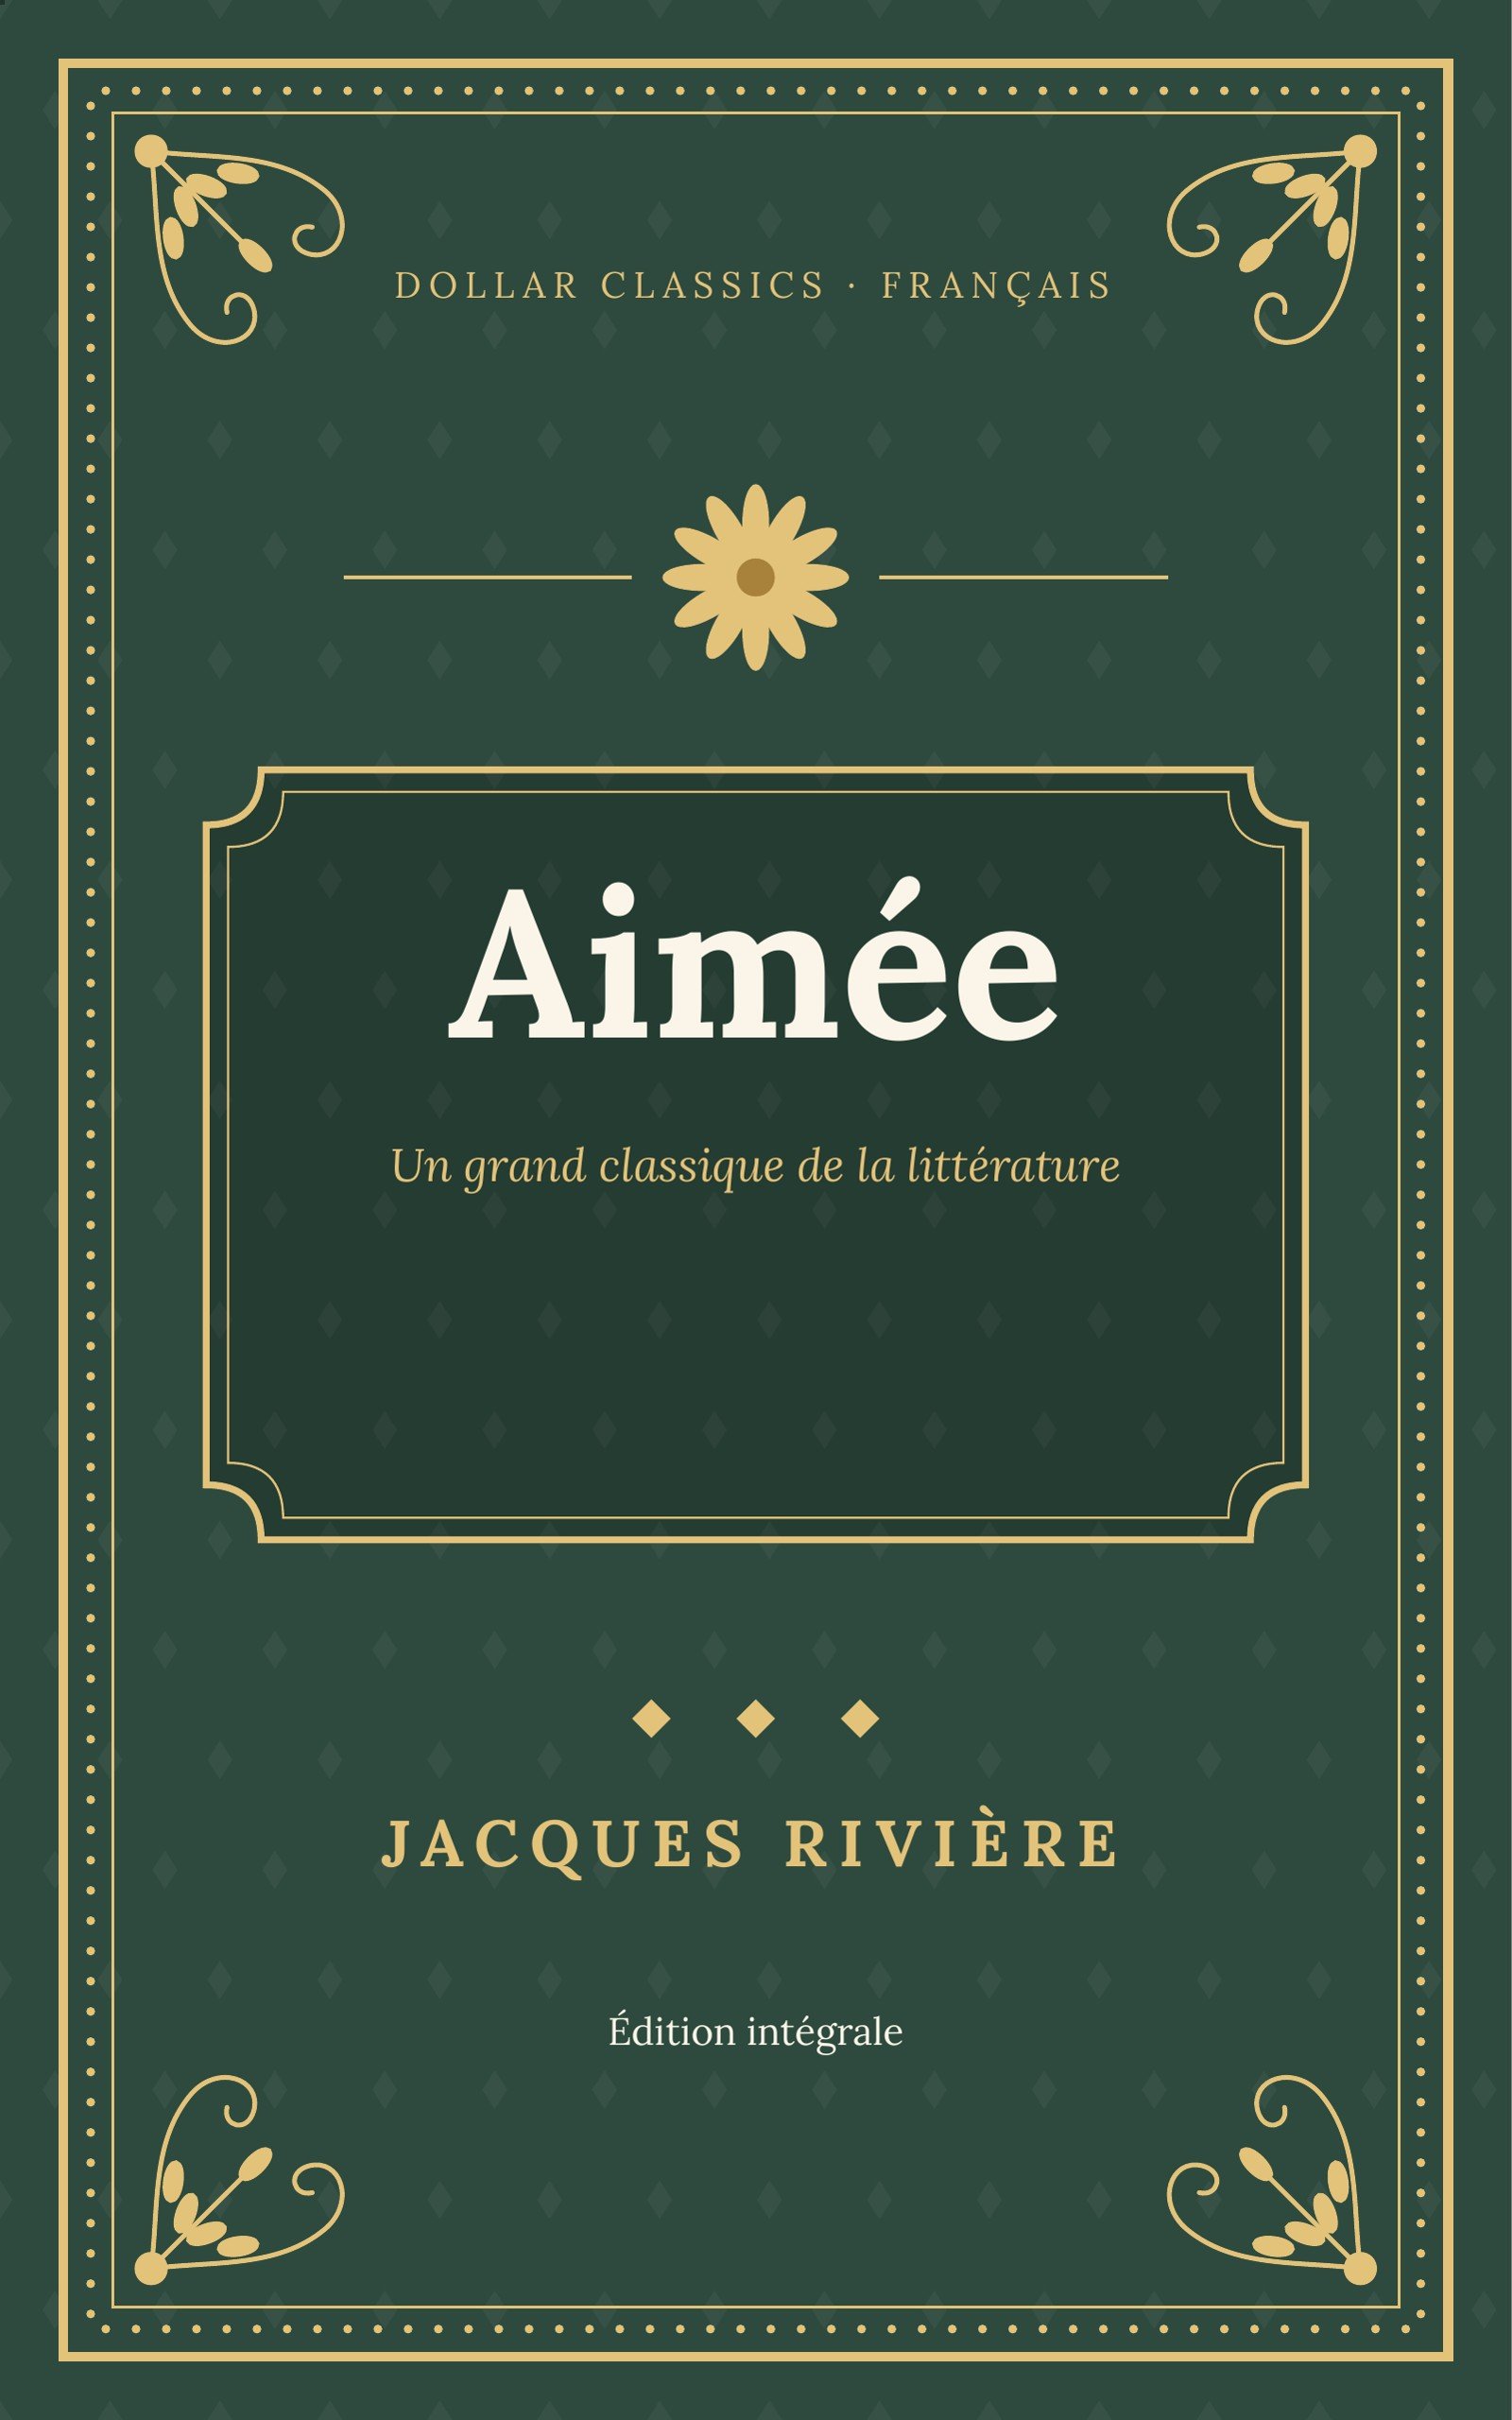 DOLLAR CLASSICS · FRANÇAIS
Aimée
Un grand classique de la littérature
JACQUES RIVIÈRE
Édition intégrale